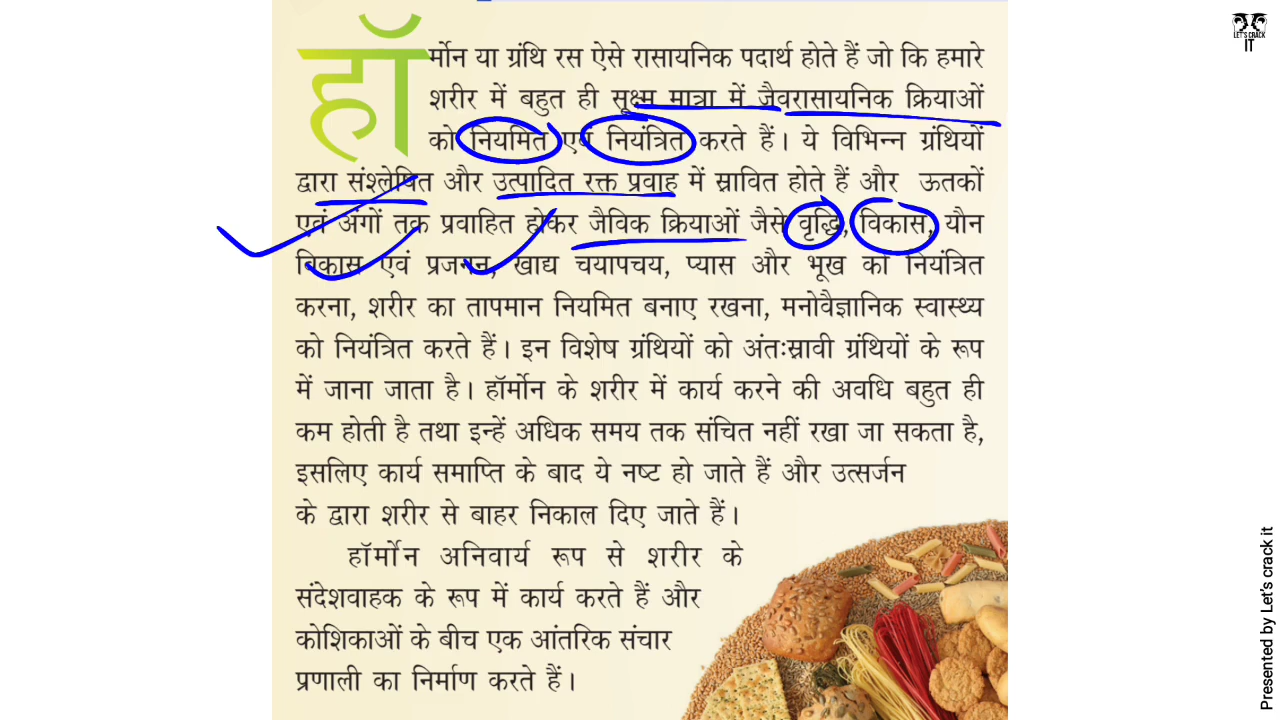 हॉर्मोन या ग्रंथि रस ऐसे रासायनिक पदार्थ होते हैं जो कि हमारे
शरीर में बहुत ही सूक्ष्म मात्रा में जैवरासायनिक क्रियाओं
को नियमित एवं नियंत्रित करते हैं। ये विभिन्न ग्रंथियों
द्वारा संश्लेषित और उत्पादित रक्त प्रवाह में स्रावित होते हैं और ऊतकों
एवं अंगों तक प्रवाहित होकर जैविक क्रियाओं जैसे वृद्धि, विकास, यौन
विकास एवं प्रजनन, खाद्य चयापचय, प्यास और भूख को नियंत्रित
करना, शरीर का तापमान नियमित बनाए रखना, मनोवैज्ञानिक स्वास्थ्य
को नियंत्रित करते हैं। इन विशेष ग्रंथियों को अंतःस्रावी ग्रंथियों के रूप
में जाना जाता है। हॉर्मोन के शरीर में कार्य करने की अवधि बहुत ही
कम होती है तथा इन्हें अधिक समय तक संचित नहीं रखा जा सकता है,
इसलिए कार्य समाप्ति के बाद ये नष्ट हो जाते हैं और उत्सर्जन
के द्वारा शरीर से बाहर निकाल दिए जाते हैं।
हॉर्मोन अनिवार्य रूप से शरीर के
संदेशवाहक के रूप में कार्य करते हैं और
कोशिकाओं के बीच एक आंतरिक संचार
प्रणाली का निर्माण करते हैं।
LET'S CRACK
IT
Presented by Let's crack it